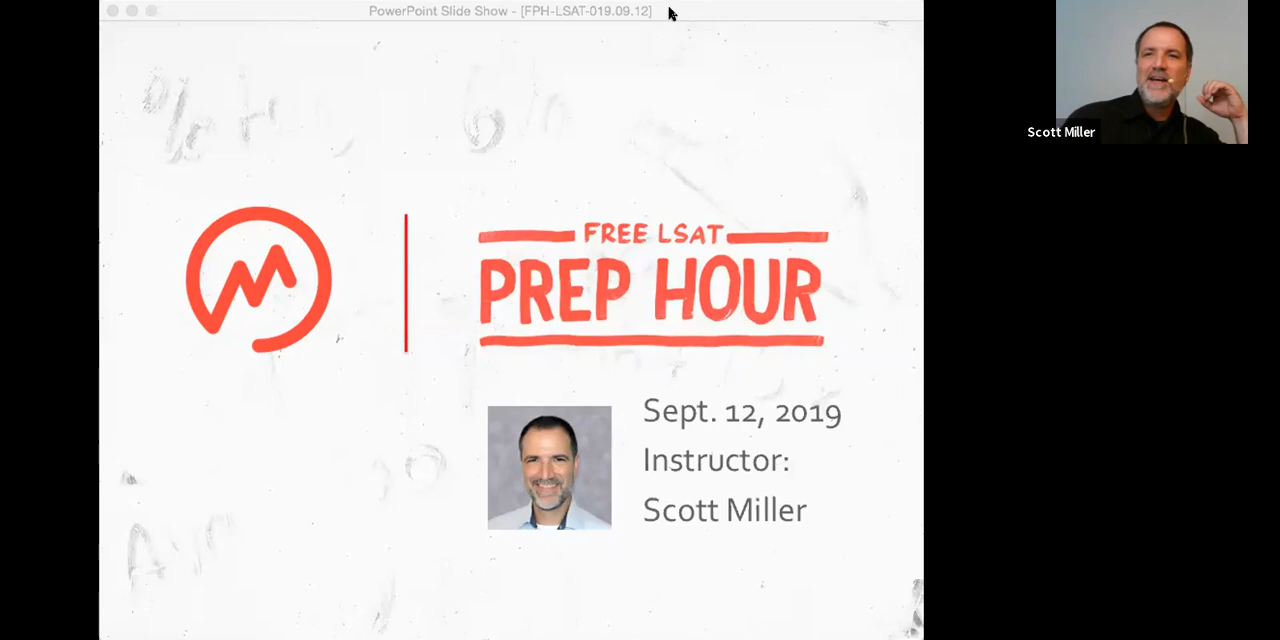 PowerPoint Slide Show - [FPH-LSAT-019.09.12]
Scott Miller
FREE LSAT
PREP HOUR
Sept. 12, 2019
Instructor:
Scott Miller